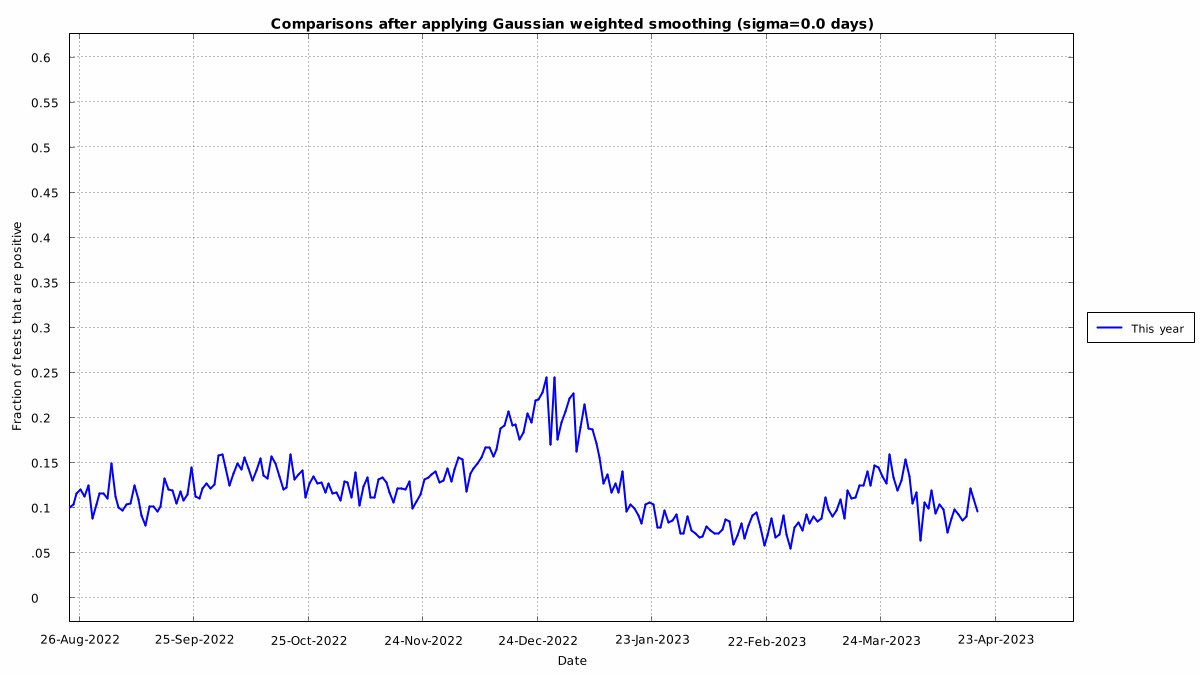 Comparisons after applying Gaussian weighted smoothing (sigma=0.0 days)
0.6
0.55
0.5
0.45
0.4
0.35
0.3
0.25
0.2
0.15
0.1
.05
0
Fraction of tests that are positive
This year
26-Aug-2022 25-Sep-2022 25-Oct-2022 24-Nov-2022 24-Dec-2022 23-Jan-2023 22-Feb-2023 24-Mar-2023 23-Apr-2023
Date